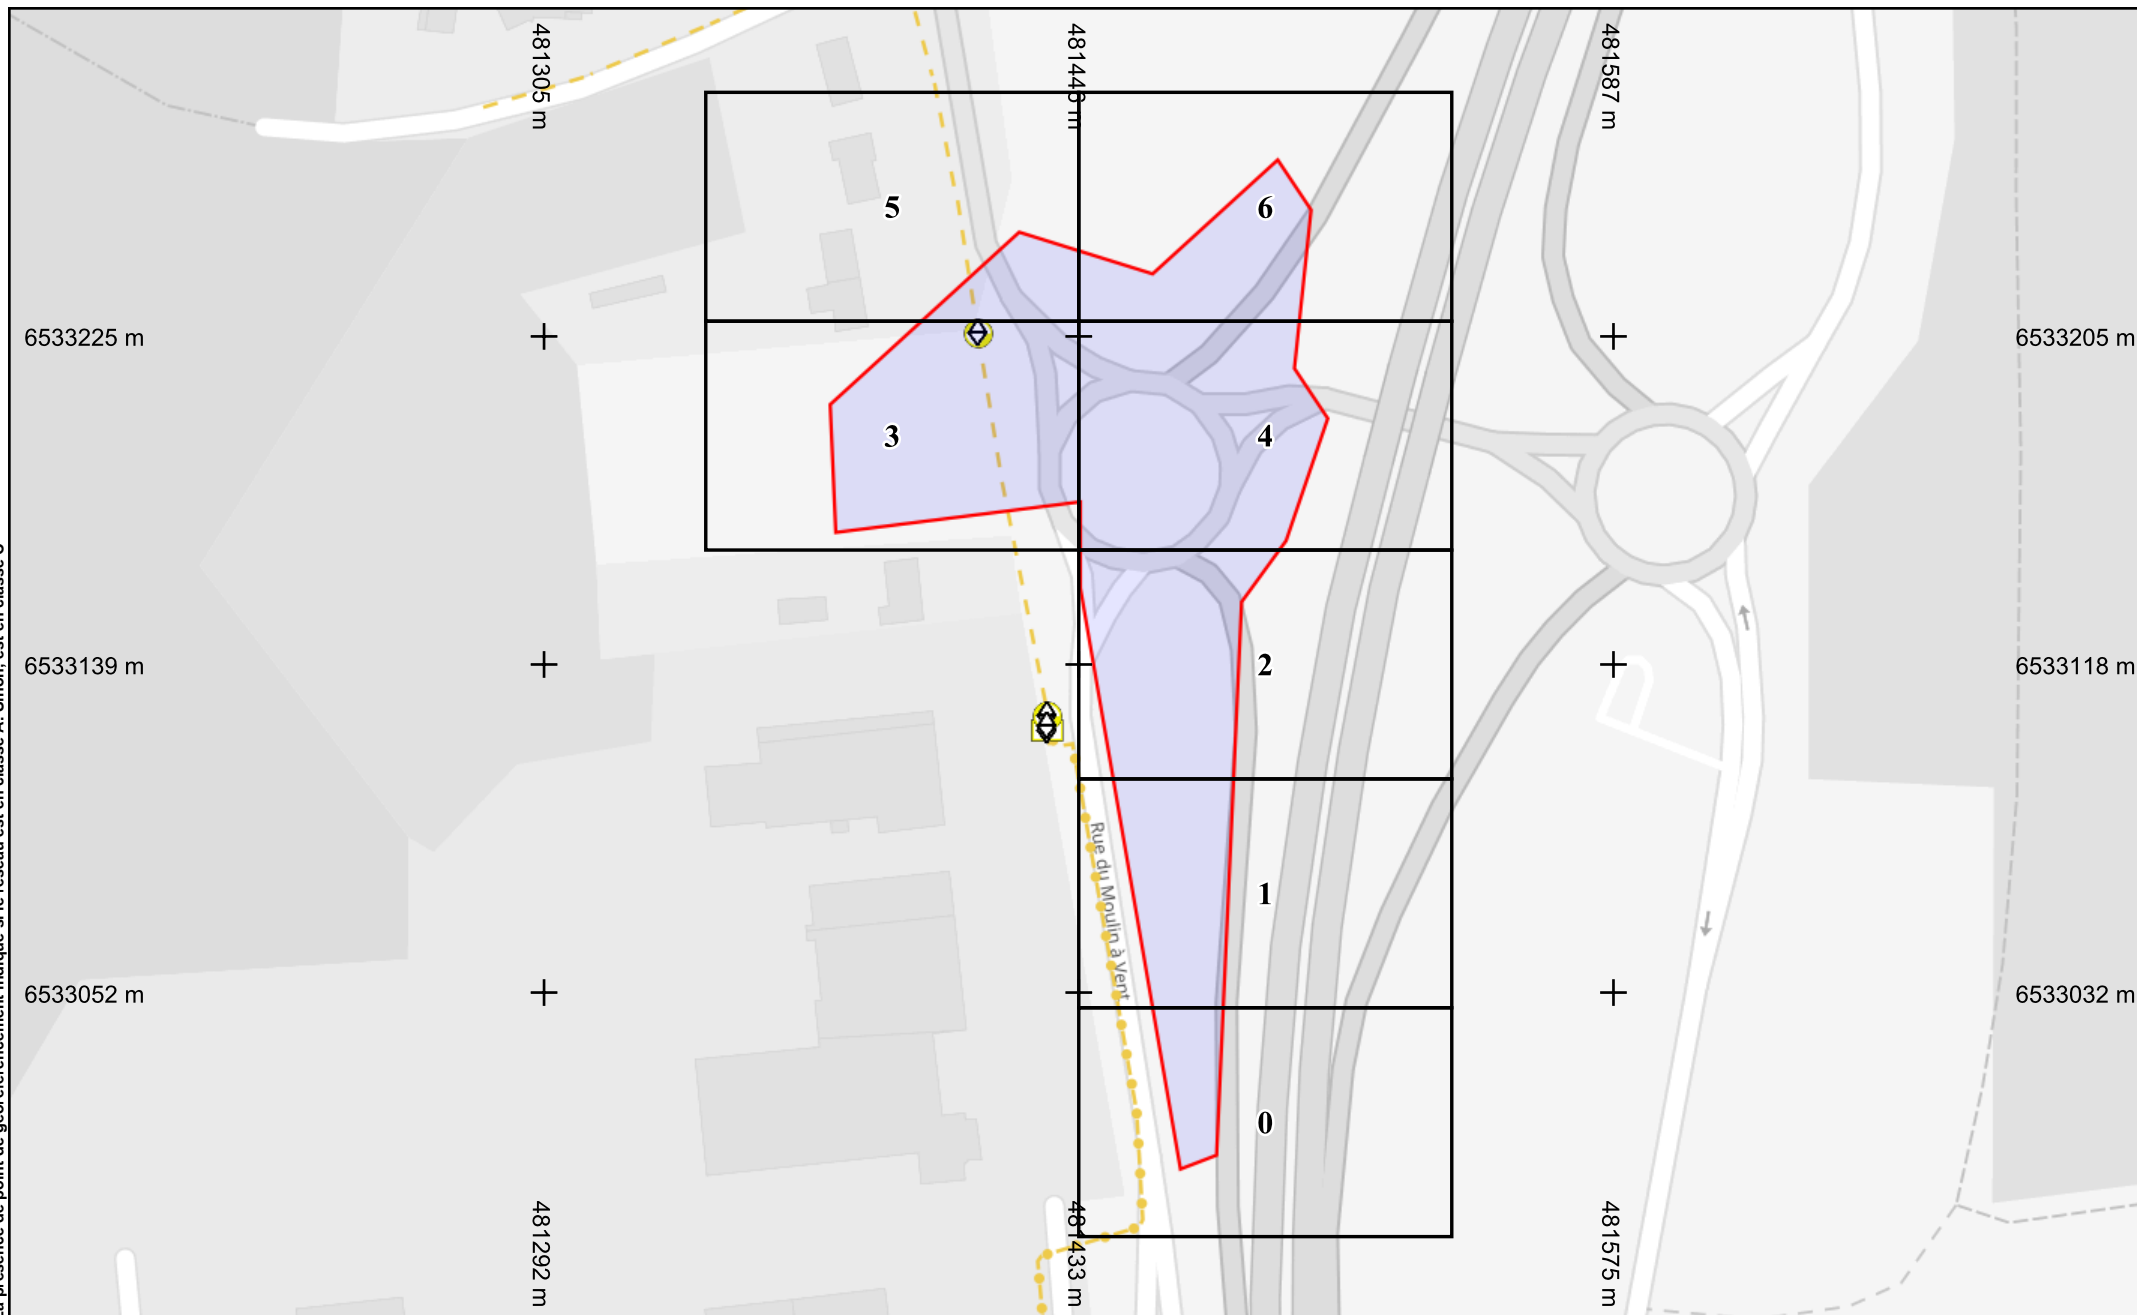 481305 m
481446 m
481587 m
5
6
6533225 m
6533205 m
3
4
6533139 m
2
6533118 m
Rue du Moulin à Vent
1
6533052 m
6533032 m
0
481292 m
481433 m
481575 m